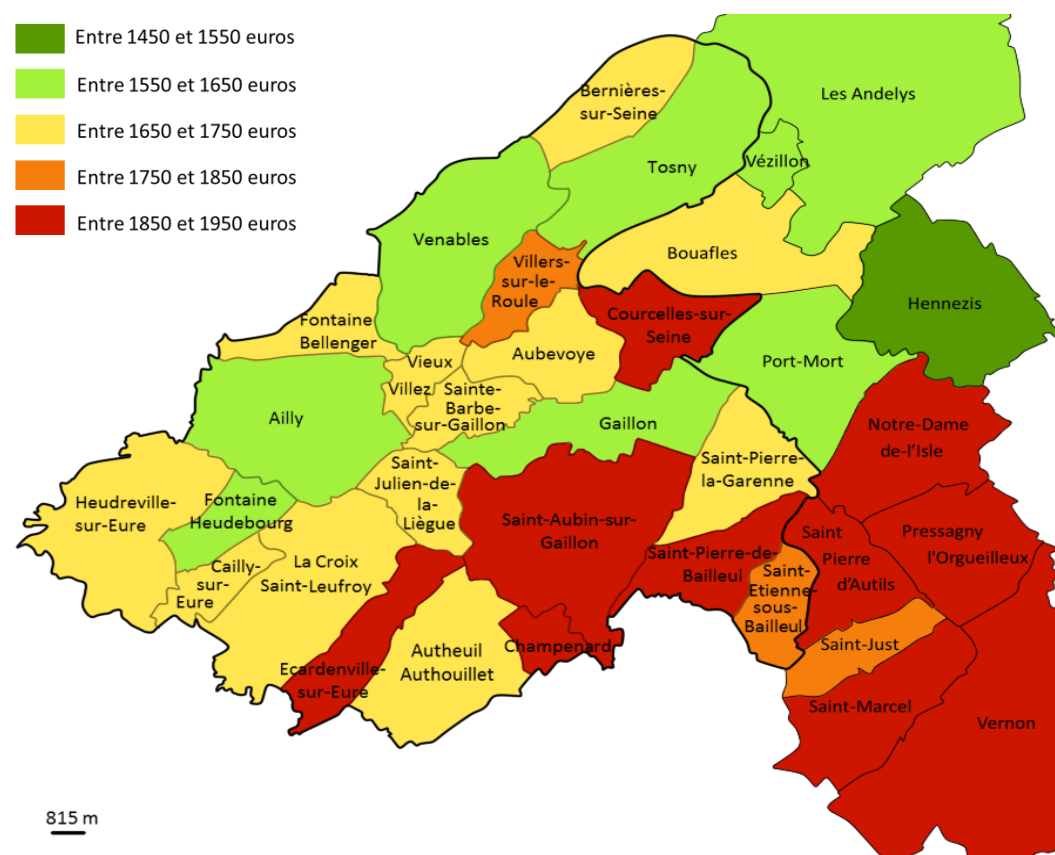 Entre 1450 et 1550 euros
Entre 1550 et 1650 euros
Entre 1650 et 1750 euros
Entre 1750 et 1850 euros
Entre 1850 et 1950 euros
Bernières-
sur-Seine
Les Andelys
Tosny
Vézillon
Venables
Villers-
sur-le-
Roule
Bouafles
Hennezis
Fontaine
Bellenger
Courcelles-sur-
Seine
Aubevoye
Vieux
Villez
Port-Mort
Sainte-
Barbe-
sur-Gaillon
Ailly
Gaillon
Notre-Dame
de-l'Isle
Saint-
Julien-de-
la-
Liègue
Saint-Pierre-
la-Garenne
Heudreville-
sur-Eure
Fontaine
Heudebourg
Saint-Aubin-sur-
Gaillon
Saint
Pierre
d'Autils
Pressagny
l'Orgueilleux
Saint-Pierre-de-
Bailleul
Cailly-
sur-
Eure
La Croix
Saint-Leufroy
Saint-
Etienne-
sous-
Bailleul
Champenard
Saint-Just
Autheuil
Authouillet
Ecardenville-
sur-Eure
Saint-Marcel
Vernon
815 m